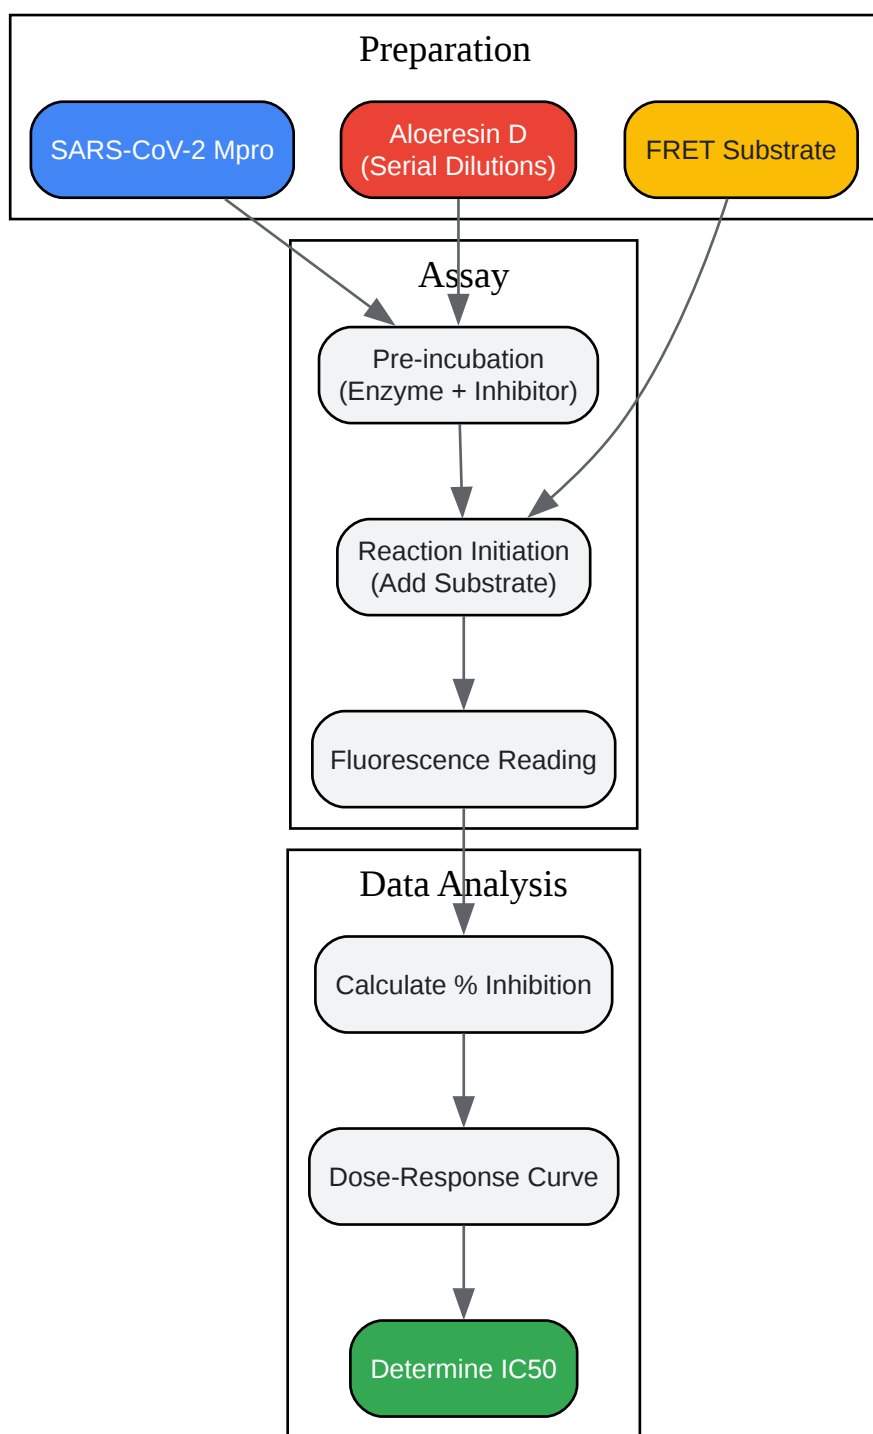 Preparation
SARS-CoV-2 Mpro
Aloeresin D
(Serial Dilutions)
FRET Substrate
Assay
Pre-incubation
(Enzyme + Inhibitor)
Reaction Initiation
(Add Substrate)
Fluorescence Reading
Data Analysis
Calculate % Inhibition
Dose-Response Curve
Determine IC50